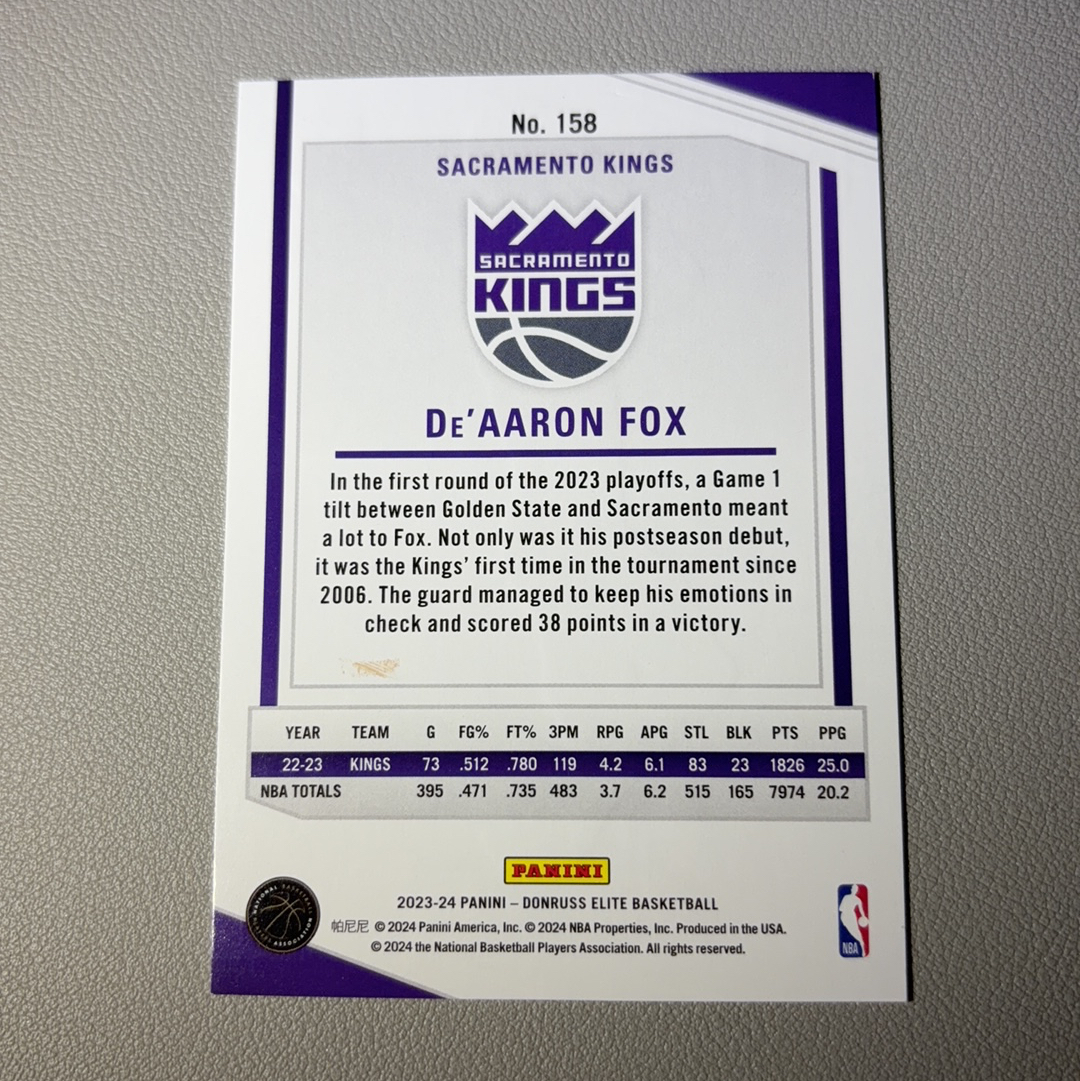 No. 158
SACRAMENTO KINGS
SACRAMENTO
KINGS
DE'AARON FOX
In the first round of the 2023 playoffs, a Game 1
tilt between Golden State and Sacramento meant
a lot to Fox. Not only was it his postseason debut,
it was the Kings' first time in the tournament since
2006. The guard managed to keep his emotions in
check and scored 38 points in a victory.
YEAR TEAM G FG% FT% 3PM RPG APG STL BLK PTS PPG
22-23 KINGS 73 .512 .780 119 4.2 6.1 83 23 1826 25.0
NBA TOTALS 395 .471 .735 483 3.7 6.2 515 165 7974 20.2
PANINI
2023-24 PANINI – DONRUSS ELITE BASKETBALL
帕尼尼 © 2024 Panini America, Inc. © 2024 NBA Properties, Inc. Produced in the USA.
© 2024 the National Basketball Players Association. All rights reserved.
NATIONAL BASKETBALL
PLAYERS ASSOCIATION
NBA